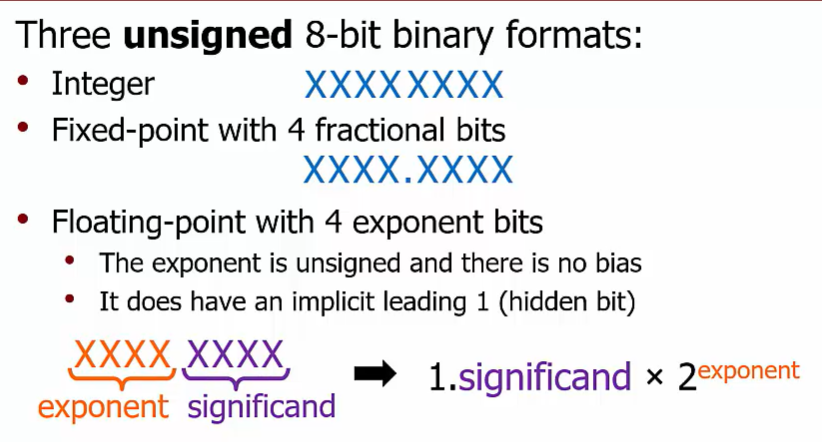 Three unsigned 8-bit binary formats:
• Integer XXXXXXXX
• Fixed-point with 4 fractional bits
XXXX.XXXX
• Floating-point with 4 exponent bits
• The exponent is unsigned and there is no bias
• It does have an implicit leading 1 (hidden bit)
XXXX XXXX ➡ 1.significand × 2^exponent
exponent significand